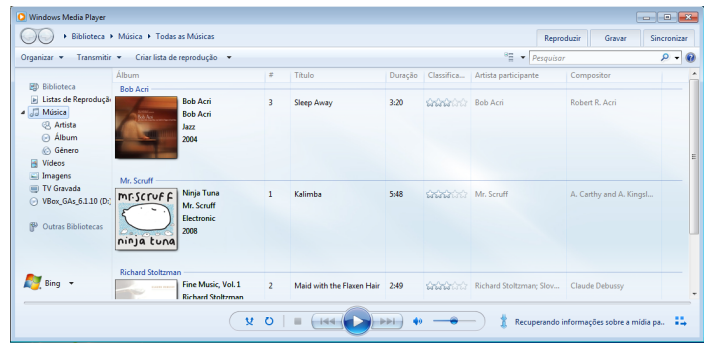 Windows Media Player
Biblioteca ▸ Música ▸ Todas as Músicas
Reproduzir Gravar Sincronizar
Organizar Transmitir Criar lista de reprodução Pesquisar
Álbum # Título Duração Classifica... Artista participante Compositor
Biblioteca
Listas de Reproduçã
Música
Artista
Álbum
Gênero
Vídeos
Imagens
TV Gravada
VBox_GAs_6.1.10 (D:)
Outras Bibliotecas
Bob Acri
Bob Acri 3 Sleep Away 3:20 Bob Acri Robert R. Acri
Bob Acri
Jazz
2004
Mr. Scruff
mr.scruff
ninja tuna
Ninja Tuna 1 Kalimba 5:48 Mr. Scruff A. Carthy and A. Kingsl...
Mr. Scruff
Electronic
2008
Richard Stoltzman
Fine Music, Vol. 1 2 Maid with the Flaxen Hair 2:49 Richard Stoltzman; Slov... Claude Debussy
Richard Stoltzman
Bing
Recuperando informações sobre a mídia pa..